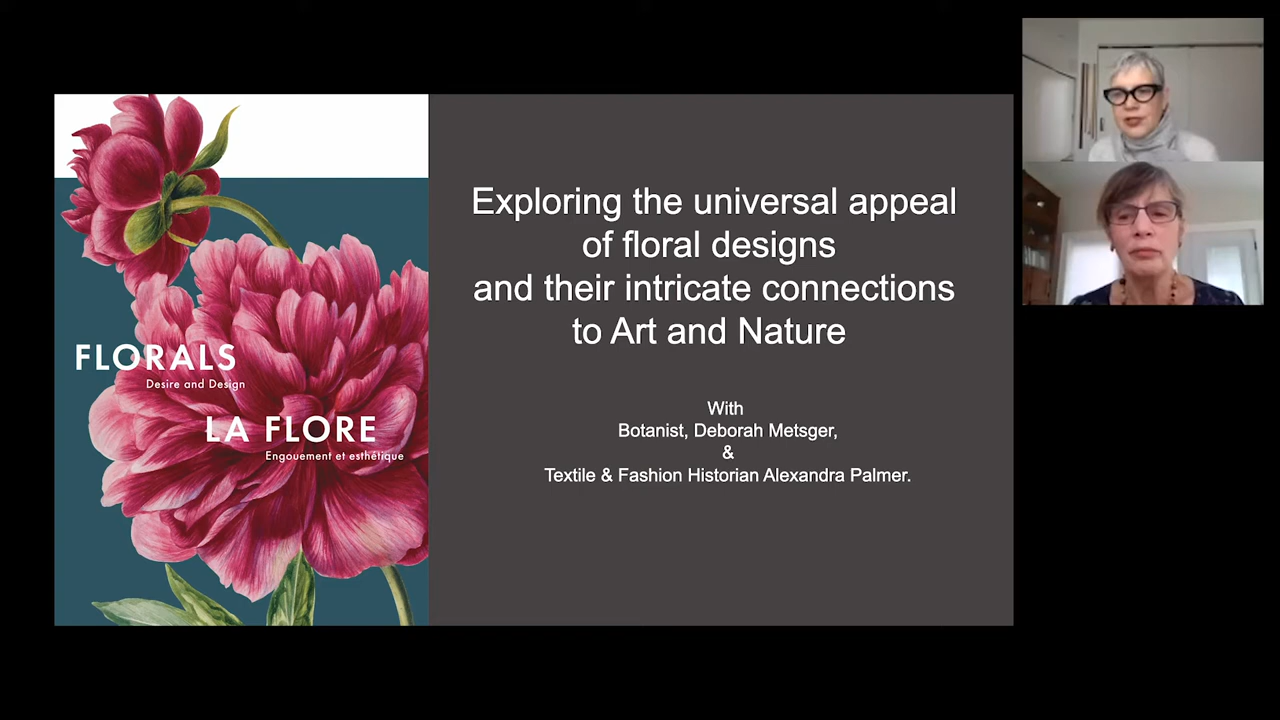 FLORALS
Desire and Design
LA FLORE
Engouement et esthétique
Exploring the universal appeal
of floral designs
and their intricate connections
to Art and Nature
With
Botanist, Deborah Metsger,
&
Textile & Fashion Historian Alexandra Palmer.